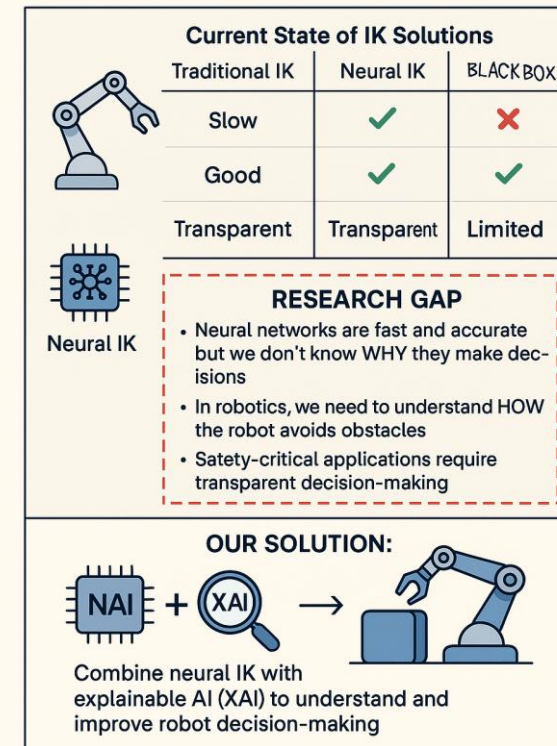 Current State of IK Solutions
Traditional IK Neural IK BLACKBOX
Slow
Good
Transparent Transparent Limited
Neural IK
RESEARCH GAP
• Neural networks are fast and accurate
but we don't know WHY they make dec-
isions
• In robotics, we need to understand HOW
the robot avoids obstacles
• Satety-critical applications require
transparent decision-making
OUR SOLUTION:
NAI + XAI →
Combine neural IK with
explainable AI (XAI) to understand and
improve robot decision-making